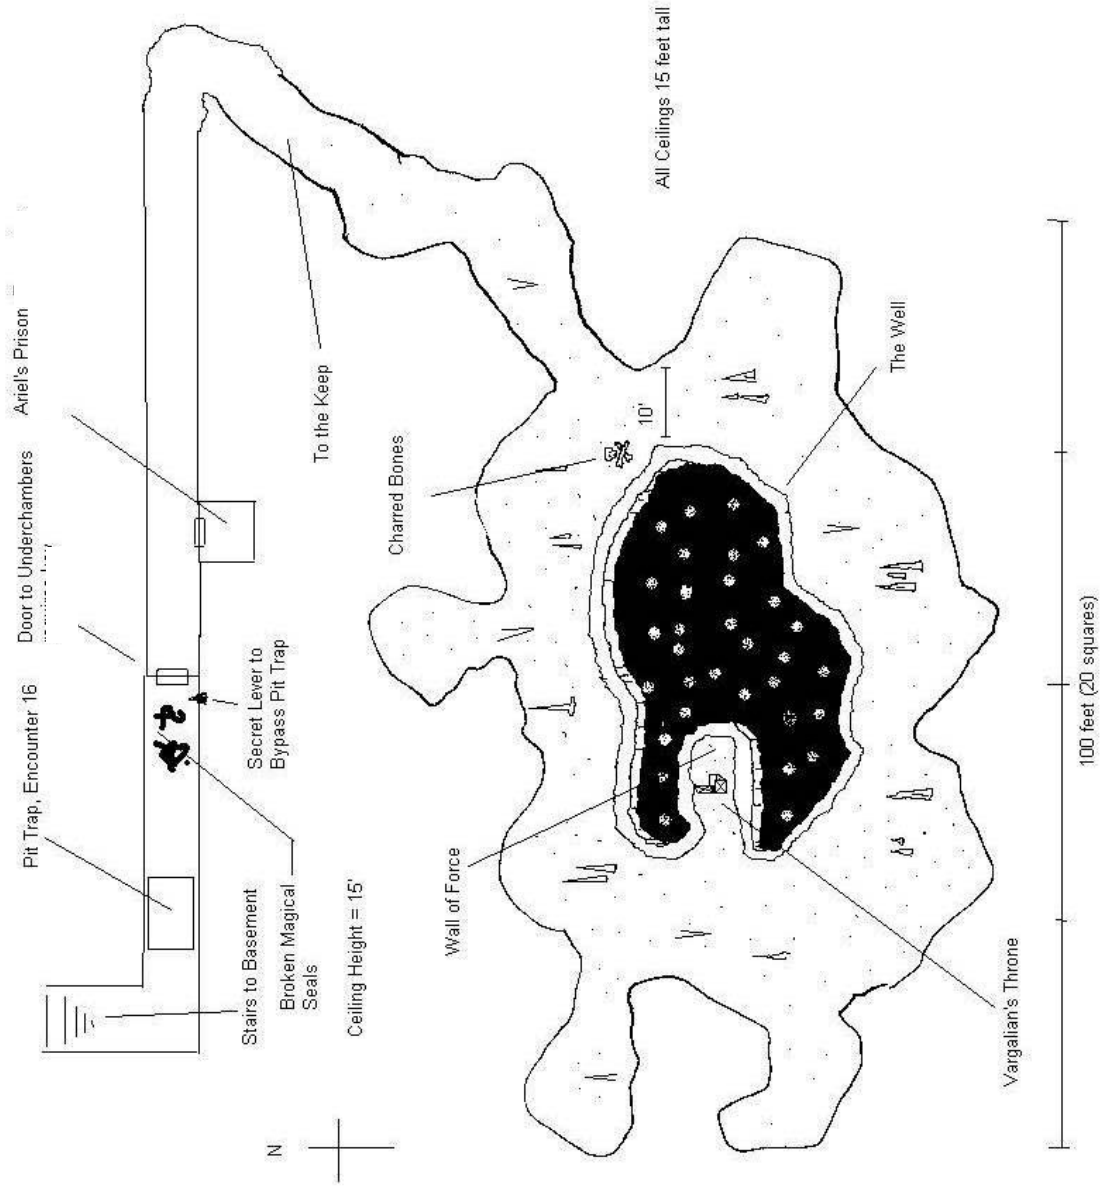 Pit Trap, Encounter 16
Door to Underchambers
Ariel's Prison
Secret Lever to
Bypass Pit Trap
To the Keep
Stairs to Basement
Broken Magical
Seals
Ceiling Height = 15'
N
All Ceilings 15 feet tall
Charred Bones
10'
The Well
Wall of Force
Vargalian's Throne
100 feet (20 squares)